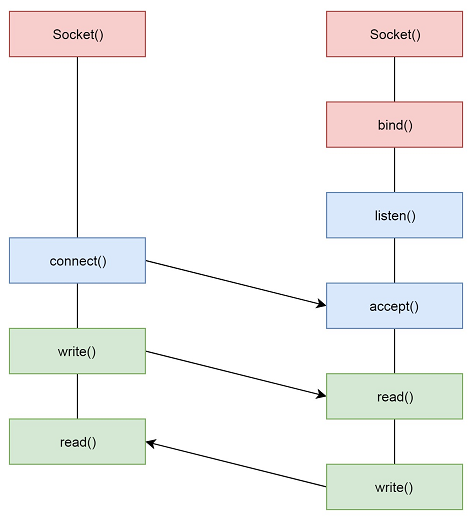 Socket()
Socket()
bind()
listen()
connect()
accept()
write()
read()
read()
write()